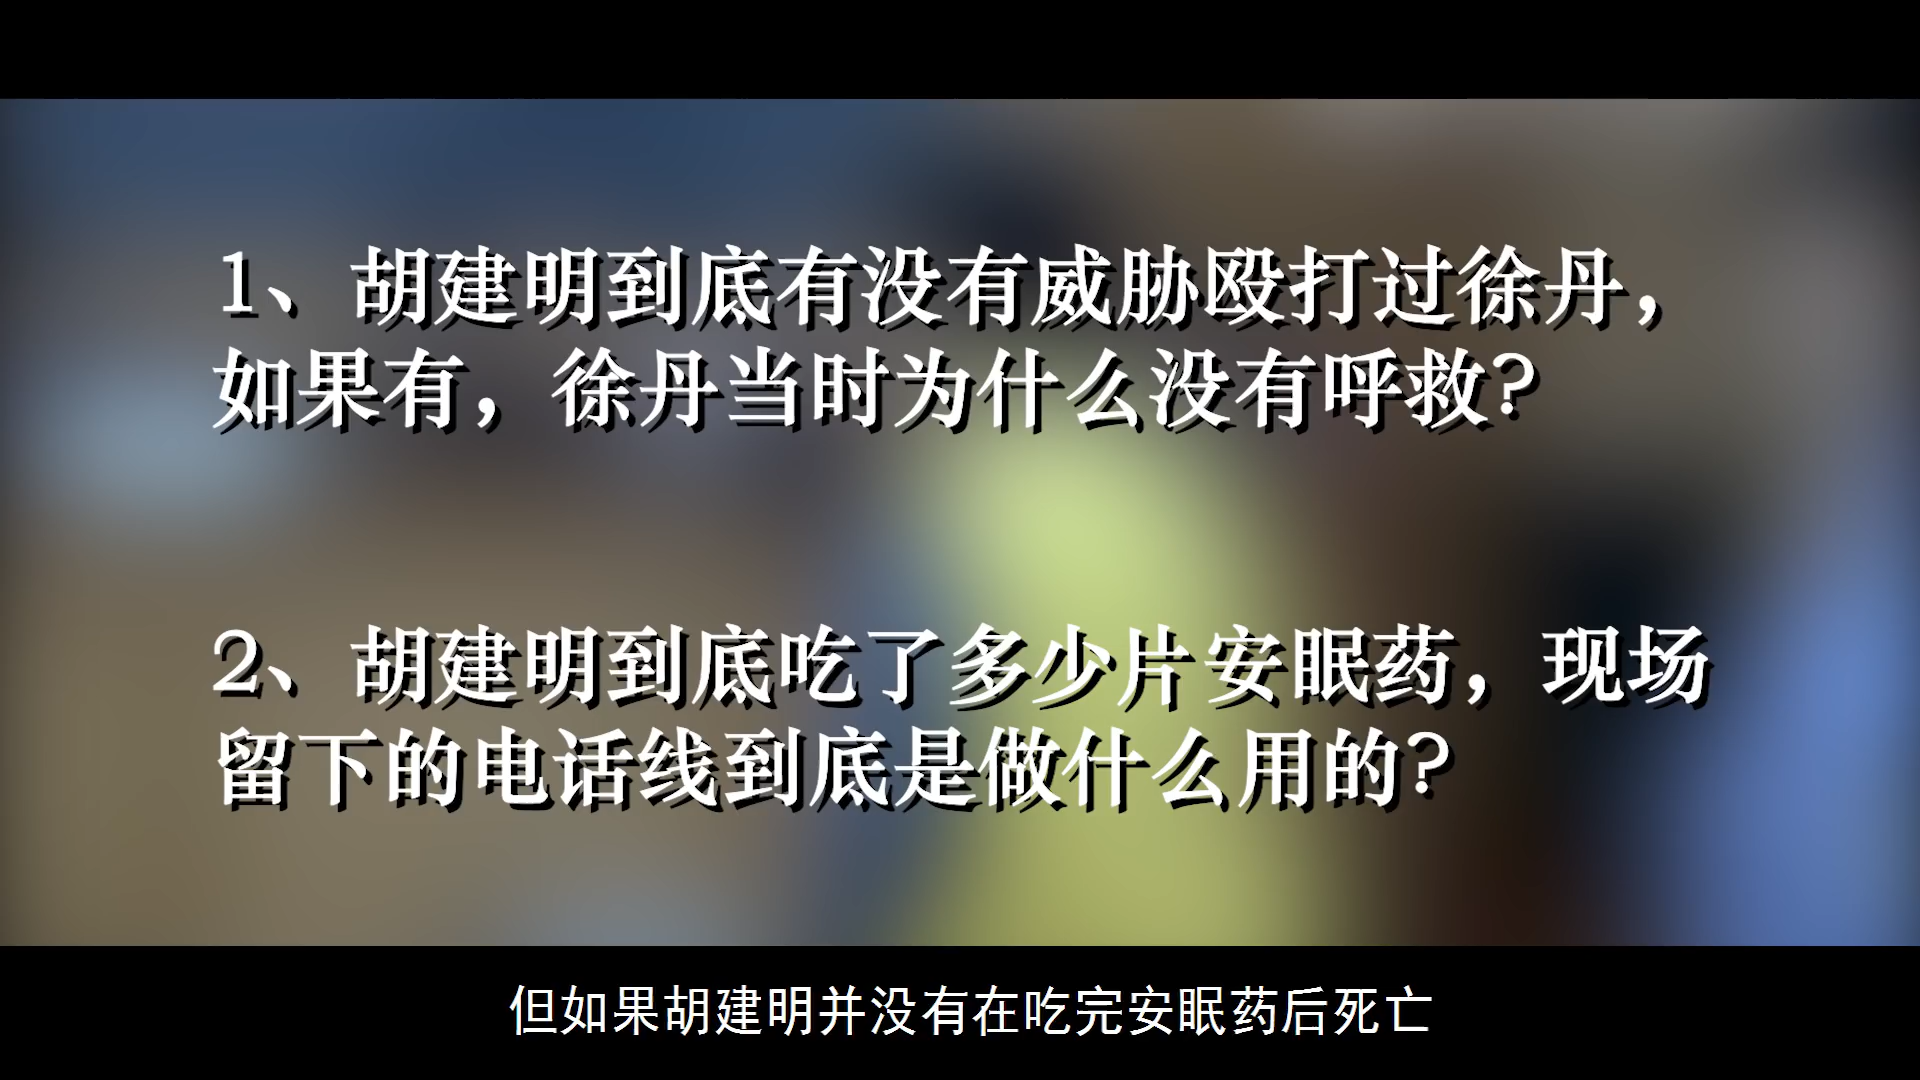 1、胡建明到底有没有威胁殴打过徐丹，
如果有，徐丹当时为什么没有呼救？
2、胡建明到底吃了多少片安眠药，现场
留下的电话线到底是做什么用的？
但如果胡建明并没有在吃完安眠药后死亡